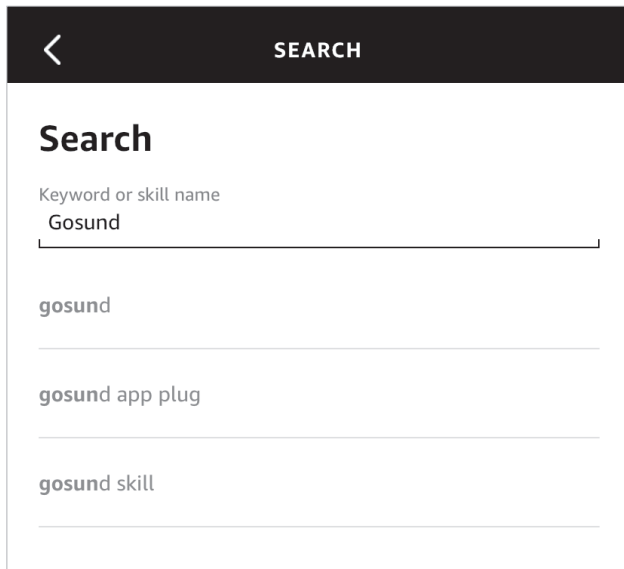 SEARCH
Search
Keyword or skill name
Gosund
gosund
gosund app plug
gosund skill